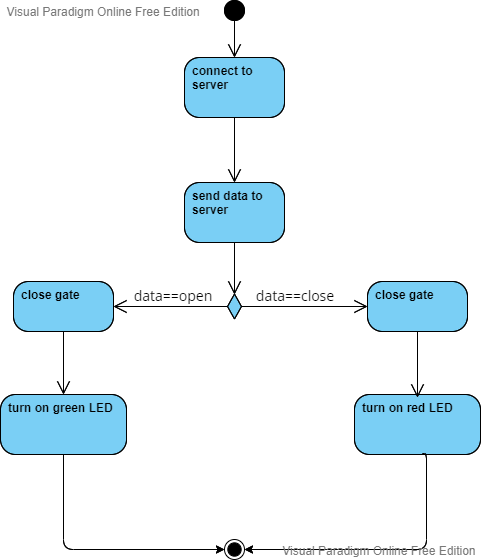 Visual Paradigm Online Free Edition
connect to
server
send data to
server
close gate
data==open
data==close
close gate
turn on green LED
turn on red LED
Visual Paradigm Online Free Edition